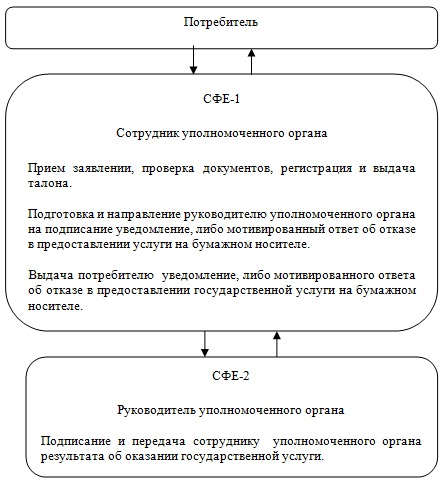 Потребитель
СФЕ-1
Сотрудник уполномоченного органа
Прием заявлении, проверка документов, регистрация и выдача
талона.
Подготовка и направление руководителю уполномоченного органа
на подписание уведомление, либо мотивированный ответ об отказе
в предоставлении услуги на бумажном носителе.
Выдача потребителю уведомление, либо мотивированного ответа
об отказе в предоставлении государственной услуги на бумажном
носителе.
СФЕ-2
Руководитель уполномоченного органа
Подписание и передача сотруднику уполномоченного органа
результата об оказании государственной услуги.